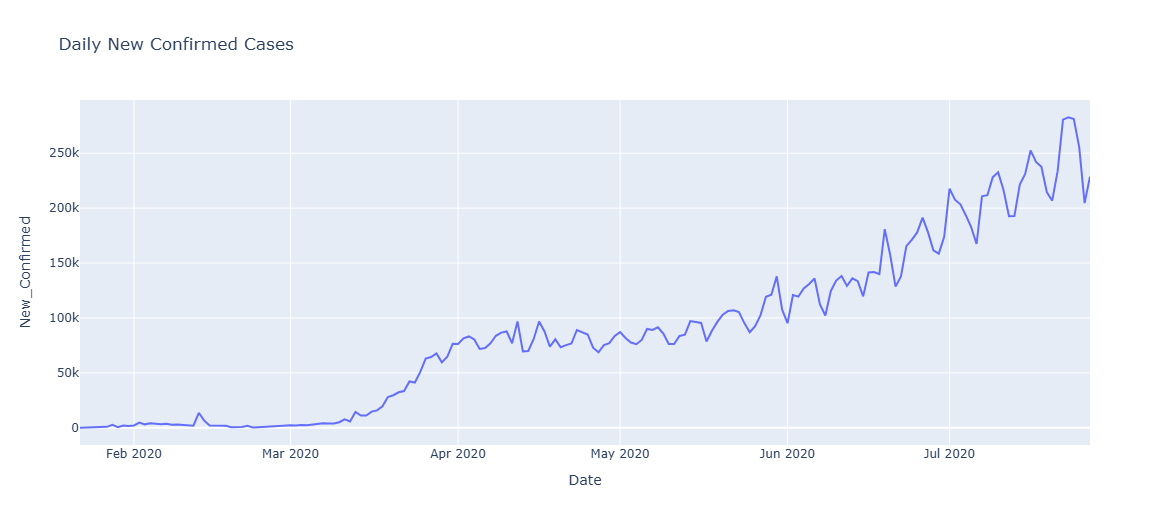 Daily New Confirmed Cases
New_Confirmed
250k
200k
150k
100k
50k
0
Feb 2020
Mar 2020
Apr 2020
May 2020
Jun 2020
Jul 2020
Date